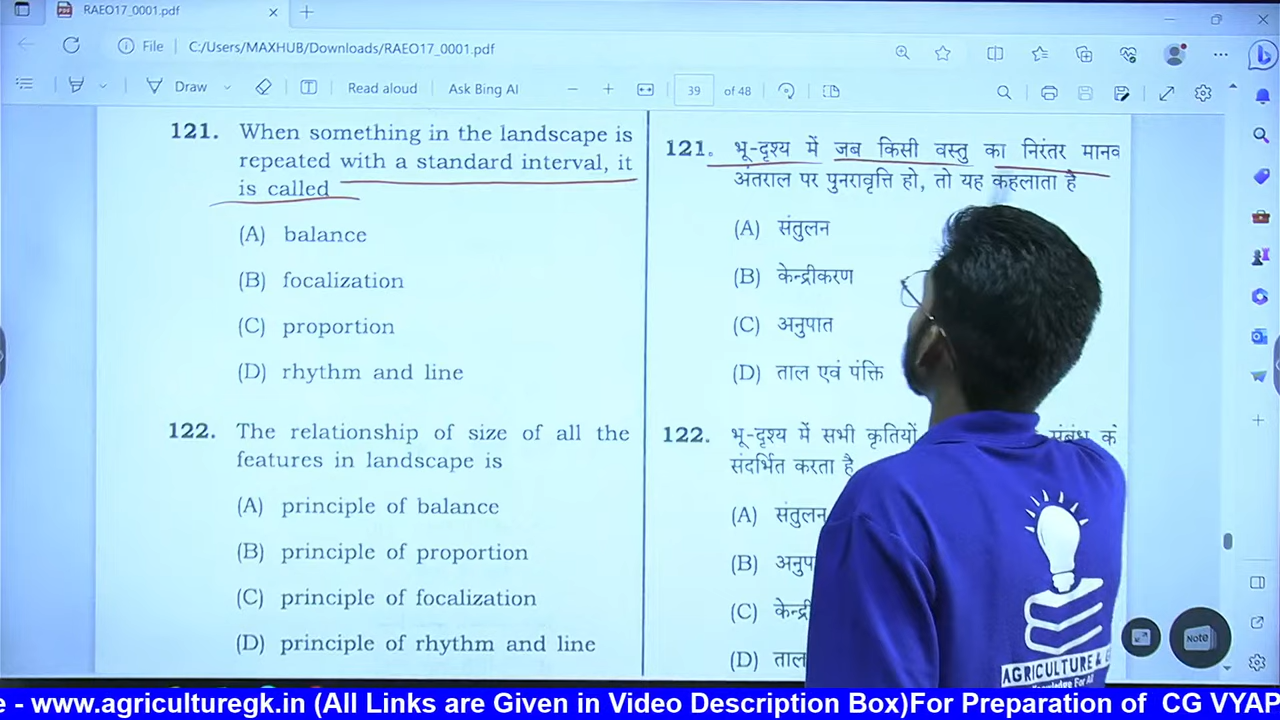 RAEO17_0001.pdf
File
C:/Users/MAXHUB/Downloads/RAEO17_0001.pdf
Draw
Read aloud
Ask Bing AI
39
of 48
121. When something in the landscape is
repeated with a standard interval, it
is called
(A) balance
(B) focalization
(C) proportion
(D) rhythm and line
122. The relationship of size of all the
features in landscape is
(A) principle of balance
(B) principle of proportion
(C) principle of focalization
(D) principle of rhythm and line
121. भू-दृश्य में जब किसी वस्तु का निरंतर मानव
अंतराल पर पुनरावृत्ति हो, तो यह कहलाता है
(A) संतुलन
(B) केन्द्रीकरण
(C) अनुपात
(D) ताल एवं पंक्ति
122. भू-दृश्य में सभी कृतियों संबंध के
संदर्भित करता है
(A) संतुलन
(B)
(C)
(D) ताल
Note
AGRICULTURE &
Knowledge For All
- www.agriculturegk.in (All Links are Given in Video Description Box)For Preparation of CG VYAP